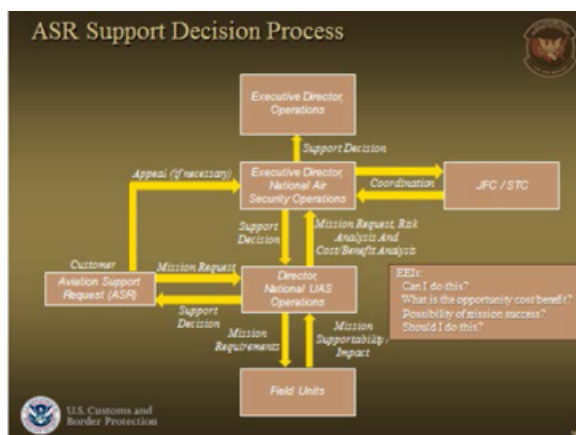 ASR Support Decision Process
Executive Director,
Operations
Support Decision
Appeal (if necessary)
Executive Director,
National Air
Security Operations
Coordination
JFC / STC
Support
Decision
Mission Request, Risk
Analysis And
Cost/Benefit Analysis
Customer
Aviation Support
Request (ASR)
Mission Request
Director,
National UAS
Operations
Support
Decision
EEIs:
Can I do this?
What is the opportunity cost/benefit?
Possibility of mission success?
Should I do this?
Mission
Requirements
Mission
Supportability /
Impact
Field Units
U.S. Customs and
Border Protection